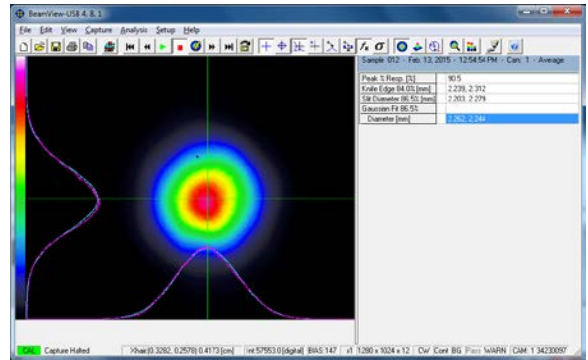 BeamView-USB 4. 8. 1
File Edit View Capture Analysis Setup Help
Sample 012 - Feb. 13, 2015 - 12:54:54 PM - Cam: 1 - Average
Peak % Resp. [%] 90.5
Knife Edge 84.0% [mm] 2.239, 2.312
Slit Diameter 86.5% [mm] 2.203, 2.279
Gaussian Fit 86.5%
Diameter [mm] 2.262, 2.244
CAL Capture Halted Xhair(0.3282, 0.2578) 0.4173 [cm] Int:57553.0 [digital] BIAS: 147 x1 1280 x 1024 x 12 CW Cont BG Pass WARN CAM: 1 34230097